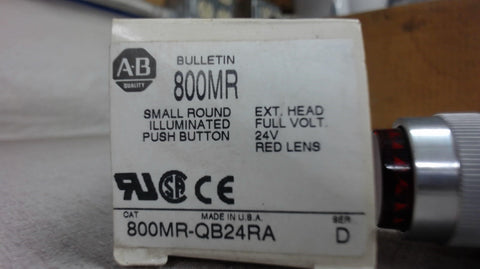 A-B
QUALITY
BULLETIN
800MR
SMALL ROUND
ILLUMINATED
PUSH BUTTON
EXT. HEAD
FULL VOLT.
24V
RED LENS
CAT
MADE IN U.S.A.
SER
800MR-QB24RA
D